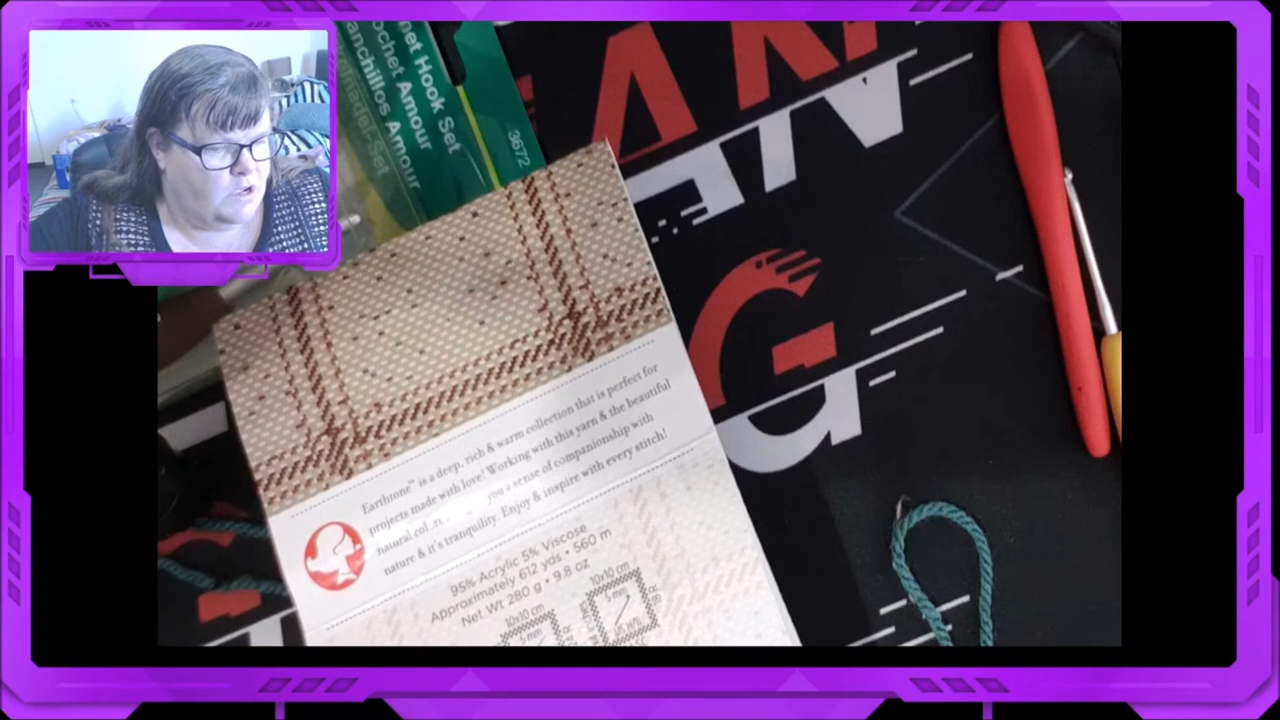 net Hook Set
ochet Amour
anchillos Amour
3672
G
Earthtone™ is a deep, rich & warm collection that is perfect for
projects made with love! Working with this yarn & the beautiful
natural you a sense of companionship with
nature & it's tranquility. Enjoy & inspire with every stitch!
95% Acrylic 5% Viscose
Approximately 612 yds • 560 m
Net Wt 280 g • 9.8 oz
10x10 cm
5 mm
10x10 cm
5 mm